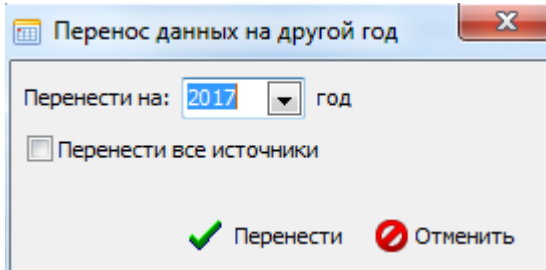 Перенос данных на другой год
Перенести на: 2017 год
Перенести все источники
Перенести Отменить